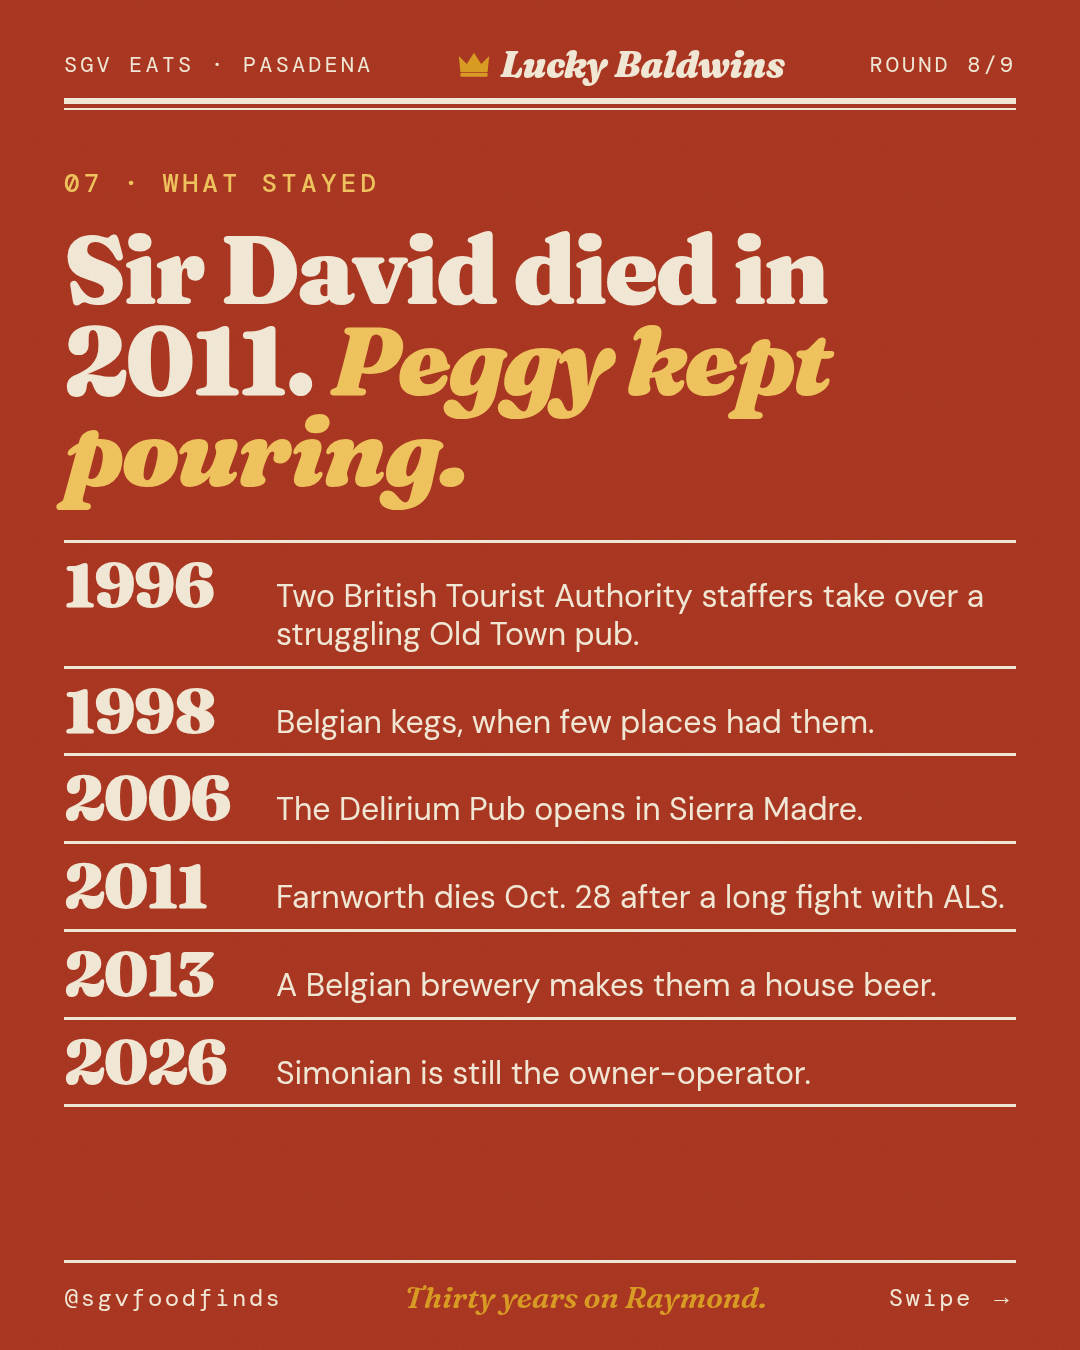 SGV EATS · PASADENA
Lucky Baldwins
ROUND 8/9
07 · WHAT STAYED
Sir David died in
2011. Peggy kept
pouring.
1996
Two British Tourist Authority staffers take over a
struggling Old Town pub.
1998
Belgian kegs, when few places had them.
2006
The Delirium Pub opens in Sierra Madre.
2011
Farnworth dies Oct. 28 after a long fight with ALS.
2013
A Belgian brewery makes them a house beer.
2026
Simonian is still the owner-operator.
@sgvfoodfinds
Thirty years on Raymond.
Swipe →